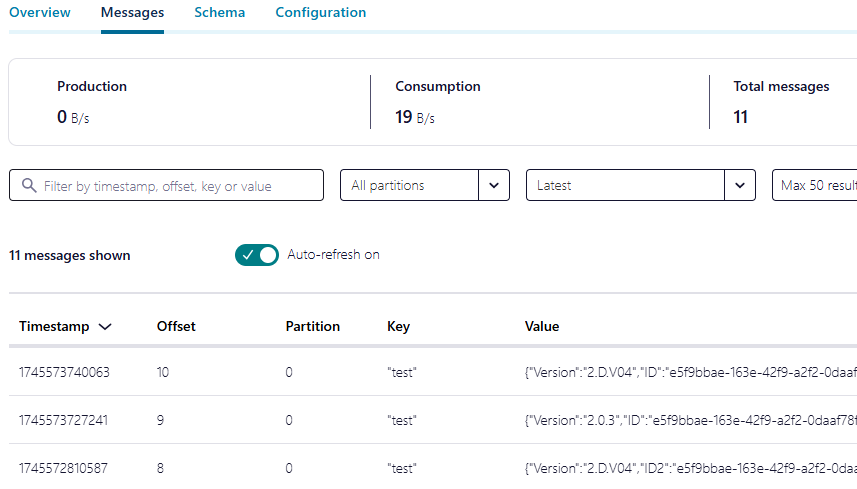 Overview Messages Schema Configuration
Production Consumption Total messages
0 B/s 19 B/s 11
Filter by timestamp, offset, key or value All partitions Latest Max 50 result
11 messages shown Auto-refresh on
Timestamp Offset Partition Key Value
1745573740063 10 0 "test" {"Version":"2.D.V04","ID":"e5f9bbae-163e-42f9-a2f2-0daaf
1745573727241 9 0 "test" {"Version":"2.0.3","ID":"e5f9bbae-163e-42f9-a2f2-0daaf78f
1745572810587 8 0 "test" {"Version":"2.D.V04","ID2":"e5f9bbae-163e-42f9-a2f2-0daa